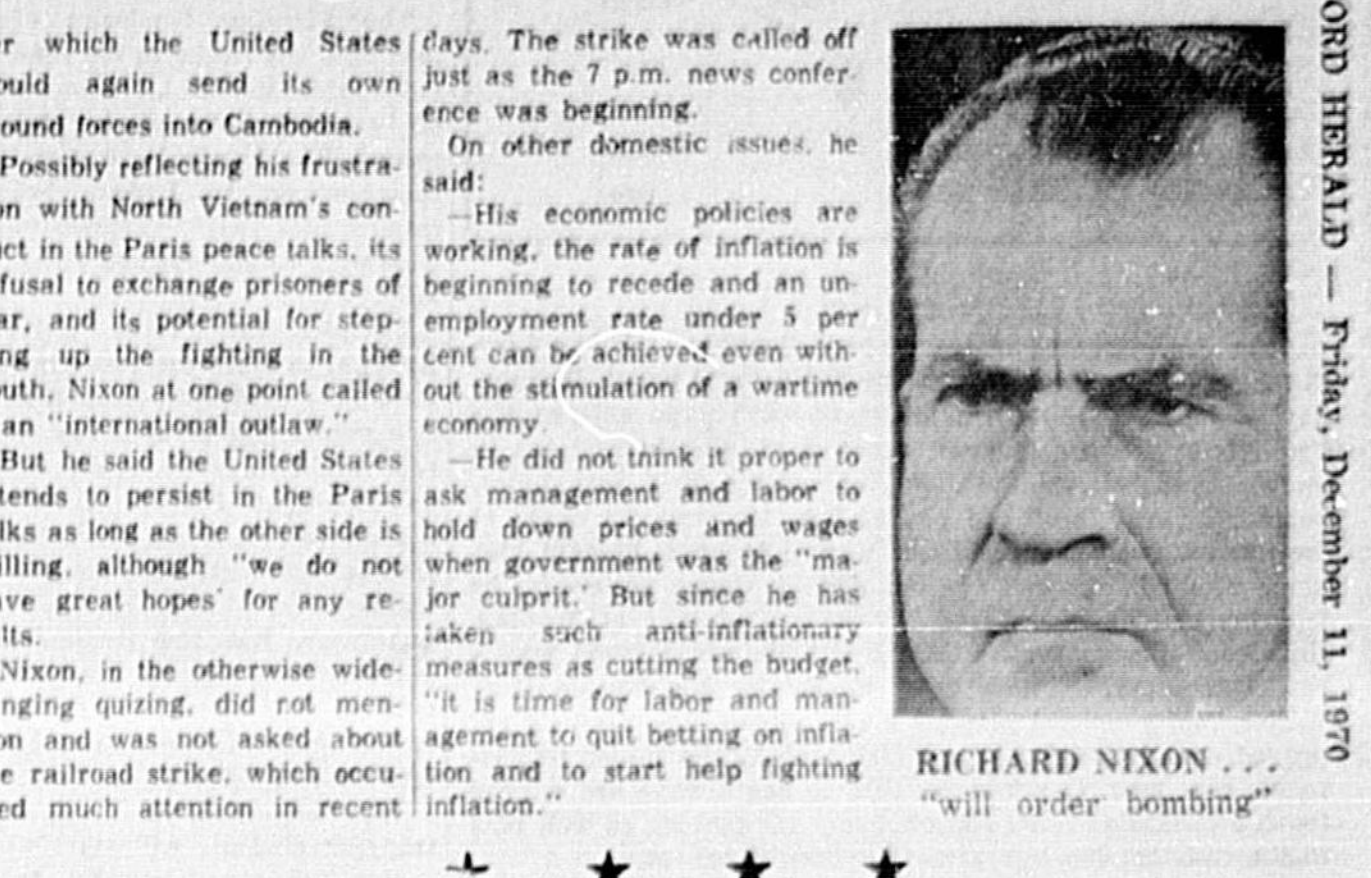 r which the United States
ould again send its own
ound forces into Cambodia.
Possibly reflecting his frustra-
on with North Vietnam's con-
ct in the Paris peace talks, its
fusal to exchange prisoners of
ar, and its potential for step-
ng up the fighting in the
outh, Nixon at one point called
an "international outlaw."
But he said the United States
tends to persist in the Paris
lks as long as the other side is
illing, although "we do not
ave great hopes' for any re-
lts.
Nixon, in the otherwise wide-
nging quizing, did not men-
on and was not asked about
e railroad strike, which occu-
ed much attention in recent
days. The strike was called off
just as the 7 p.m. news confer-
ence was beginning.
On other domestic issues, he
said:
—His economic policies are
working, the rate of inflation is
beginning to recede and an un-
employment rate under 5 per
cent can be achieved even with-
out the stimulation of a wartime
economy.
—He did not think it proper to
ask management and labor to
hold down prices and wages
when government was the "ma-
jor culprit.' But since he has
taken such anti-inflationary
measures as cutting the budget,
"it is time for labor and man-
agement to quit betting on infla-
tion and to start help fighting
inflation."
RICHARD NIXON . . .
"will order bombing"
ORD HERALD — Friday, December 11, 1970